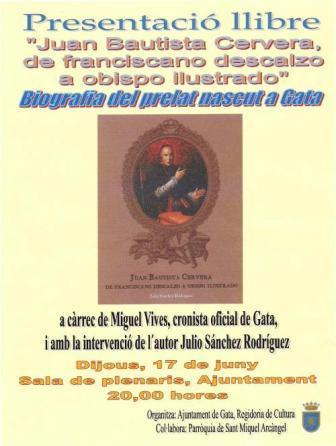 Presentació llibre
"Juan Bautista Cervera,
de franciscano descalzo
a obispo ilustrado"
Biografia del prelat nascut a Gata
JUAN BAUTISTA CERVERA
DE FRANCISCANO DESCALZO A OBISPO ILUSTRADO
Julio Sánchez Rodríguez
a càrrec de Miguel Vives, cronista oficial de Gata,
i amb la intervenció de l´autor Julio Sánchez Rodríguez
Dijous, 17 de juny
Sala de plenaris, Ajuntament
20,00 hores
Organitza: Ajuntament de Gata, Regidoria de Cultura
Col·labora: Parròquia de Sant Miquel Arcàngel